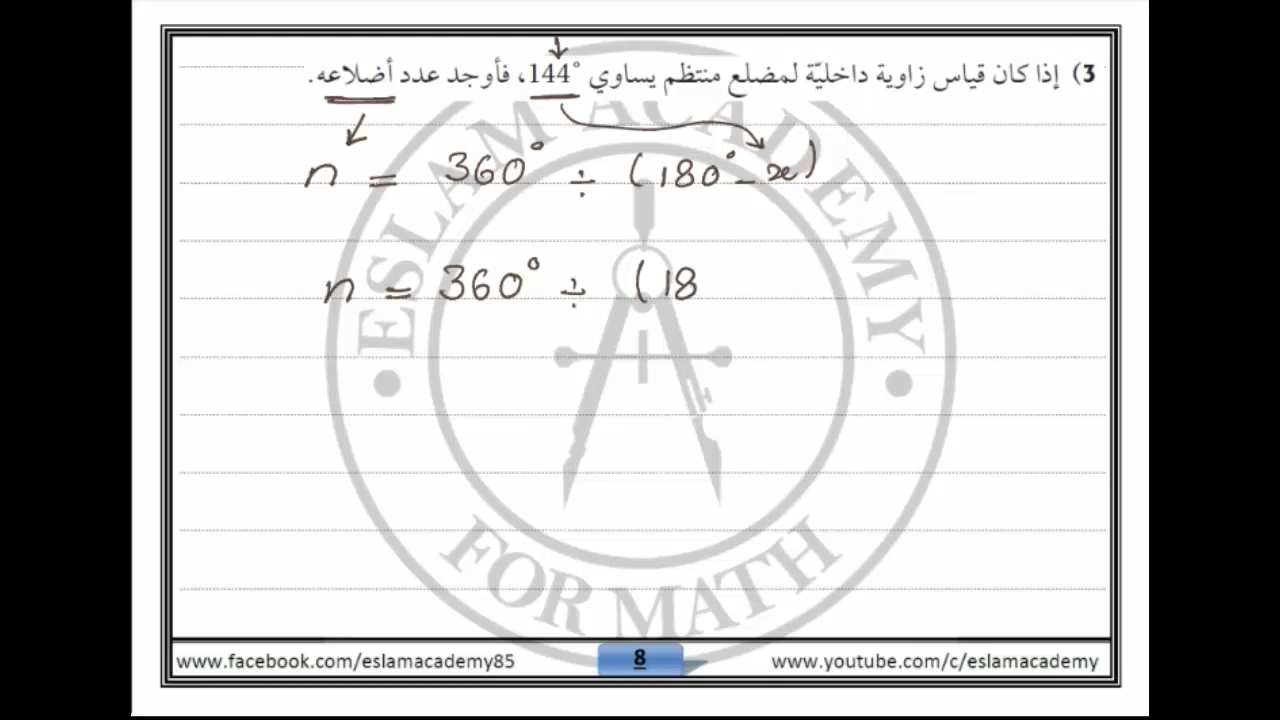 3) إذا كان قياس زاوية داخليّة لمضلع منتظم يساوي 144°، فأوجد عدد أضلاعه.
n = 360° ÷ (180° - x)
n = 360° ÷ (18
ESLAM ACADEMY
FOR MATH
www.facebook.com/eslamacademy85
8
www.youtube.com/c/eslamacademy